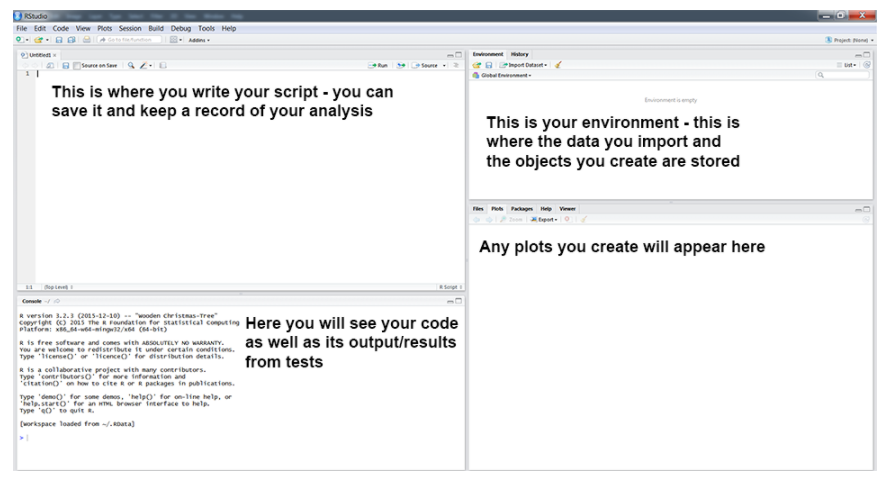 RStudio
File Edit Code View Plots Session Build Debug Tools Help
Go to file/function Addins
Project: (None)
Untitled1
Source on Save Run Source
1
This is where you write your script - you can
save it and keep a record of your analysis
1:1 (Top Level) R Script
Console ~/
R version 3.2.3 (2015-12-10) -- "Wooden Christmas-Tree"
Copyright (C) 2015 The R Foundation for Statistical Computing
Platform: x86_64-w64-mingw32/x64 (64-bit)
R is free software and comes with ABSOLUTELY NO WARRANTY.
You are welcome to redistribute it under certain conditions.
Type 'license()' or 'licence()' for distribution details.
R is a collaborative project with many contributors.
Type 'contributors()' for more information and
'citation()' on how to cite R or R packages in publications.
Type 'demo()' for some demos, 'help()' for on-line help, or
'help.start()' for an HTML browser interface to help.
Type 'q()' to quit R.
[Workspace loaded from ~/.RData]
>
Here you will see your code
as well as its output/results
from tests
Environment History
Import Dataset List
Global Environment
Environment is empty
This is your environment - this is
where the data you import and
the objects you create are stored
Files Plots Packages Help Viewer
Zoom Export
Any plots you create will appear here